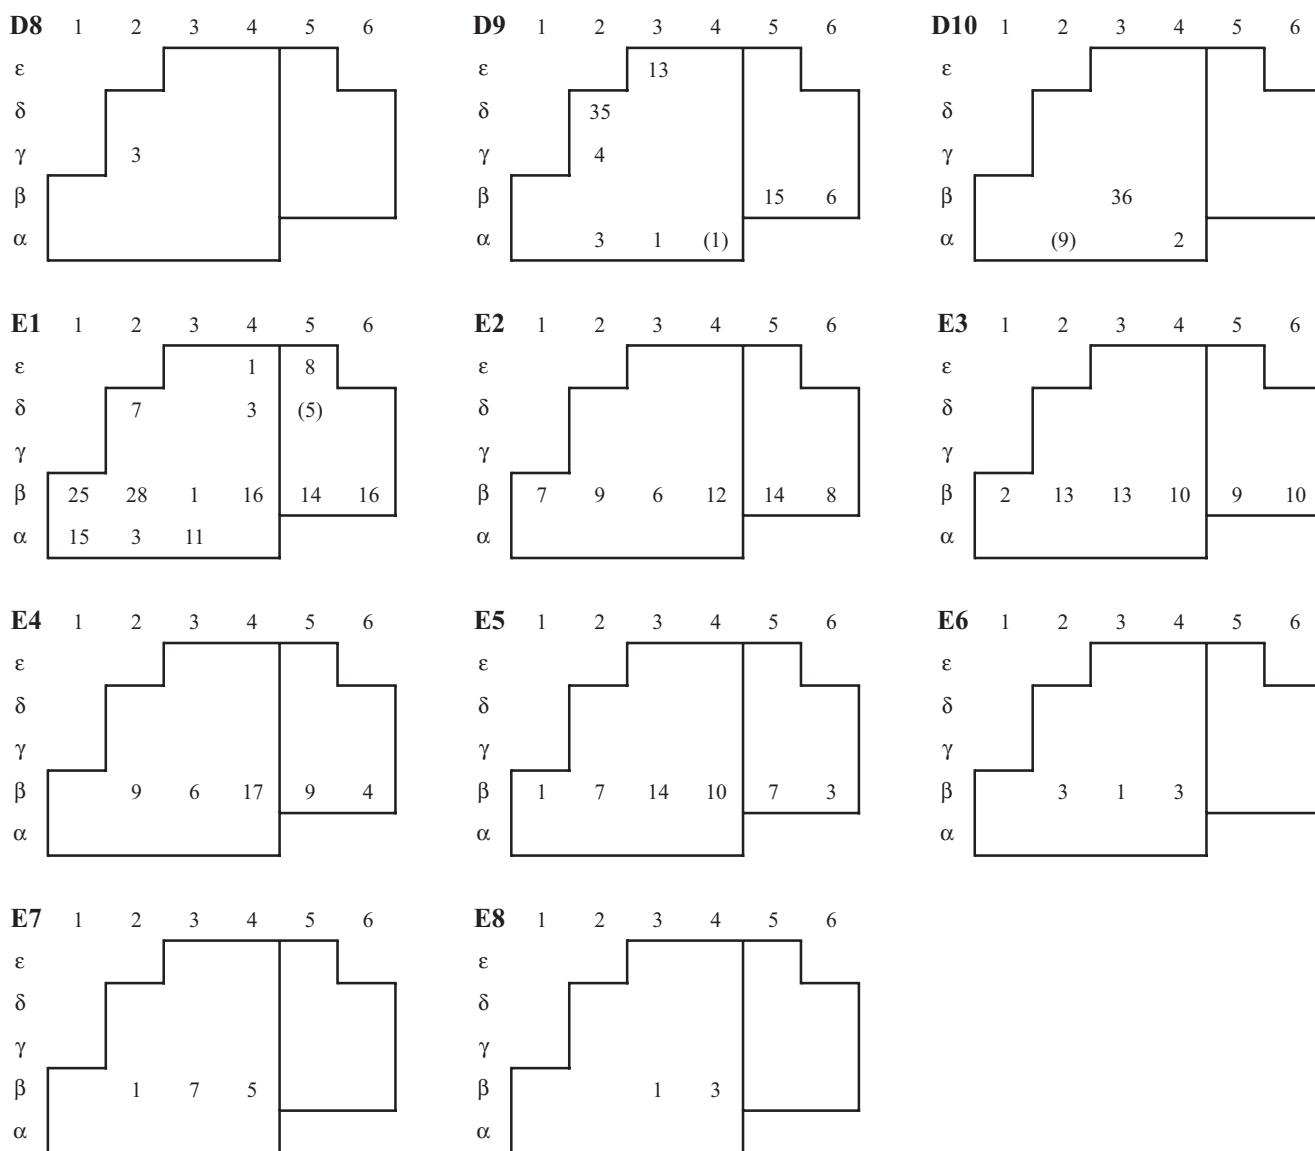 D8 1 2 3 4 5 6 D9 1 2 3 4 5 6 D10 1 2 3 4 5 6
ε ε 13 ε
δ δ 35 δ
γ 3 γ 4 γ
β β 15 6 β 36
α α 3 1 (1) α (9) 2
E1 1 2 3 4 5 6 E2 1 2 3 4 5 6 E3 1 2 3 4 5 6
ε 1 8 ε ε
δ 7 3 (5) δ δ
γ γ γ
β 25 28 1 16 14 16 β 7 9 6 12 14 8 β 2 13 13 10 9 10
α 15 3 11 α α
E4 1 2 3 4 5 6 E5 1 2 3 4 5 6 E6 1 2 3 4 5 6
ε ε ε
δ δ δ
γ γ γ
β 9 6 17 9 4 β 1 7 14 10 7 3 β 3 1 3
α α α
E7 1 2 3 4 5 6 E8 1 2 3 4 5 6
ε ε
δ δ
γ γ
β 1 7 5 β 1 3
α α